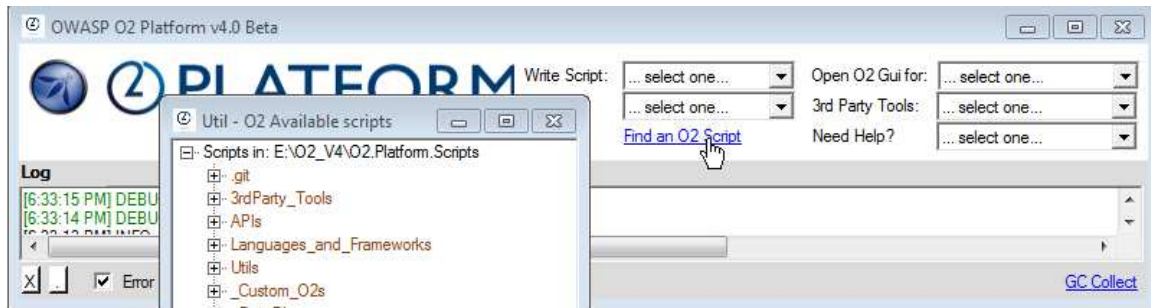 OWASP O2 Platform v4.0 Beta
PLATFORM
Write Script: ... select one...
Open O2 Gui for: ... select one...
... select one...
3rd Party Tools: ... select one...
Find an O2 Script
Need Help? ... select one...
Util - O2 Available scripts
Scripts in: E:\O2_V4\O2.Platform.Scripts
.git
3rdParty_Tools
APIs
Languages_and_Frameworks
Utils
_Custom_O2s
Log
[6:33:15 PM] DEBU
[6:33:14 PM] DEBU
X . Error
GC Collect